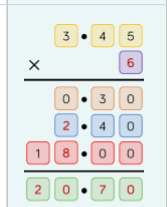 3 • 4 5
× 6
0 • 3 0
2 • 4 0
1 8 • 0 0
2 0 • 7 0